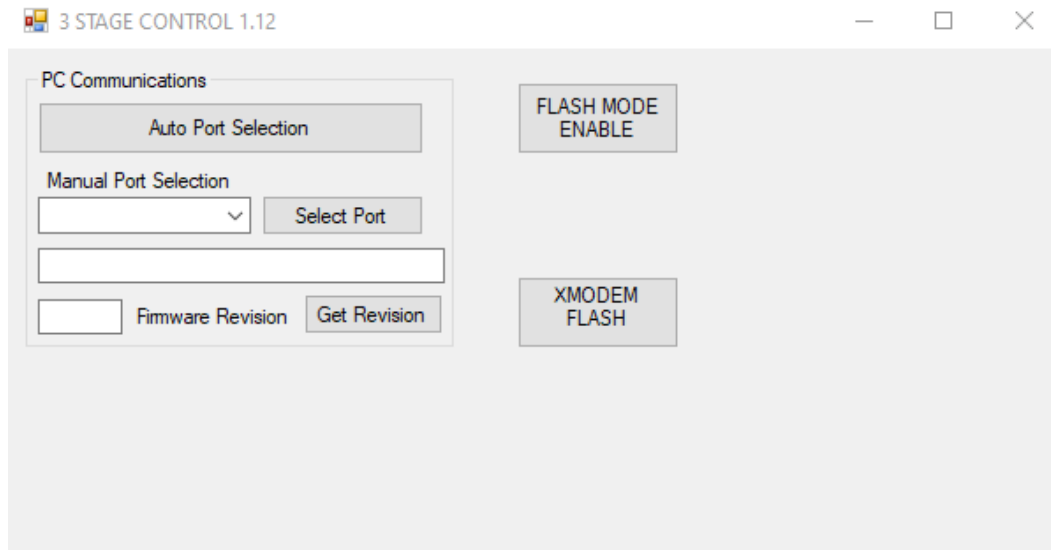 3 STAGE CONTROL 1.12
PC Communications
Auto Port Selection
Manual Port Selection
Select Port
Firmware Revision
Get Revision
FLASH MODE
ENABLE
XMODEM
FLASH